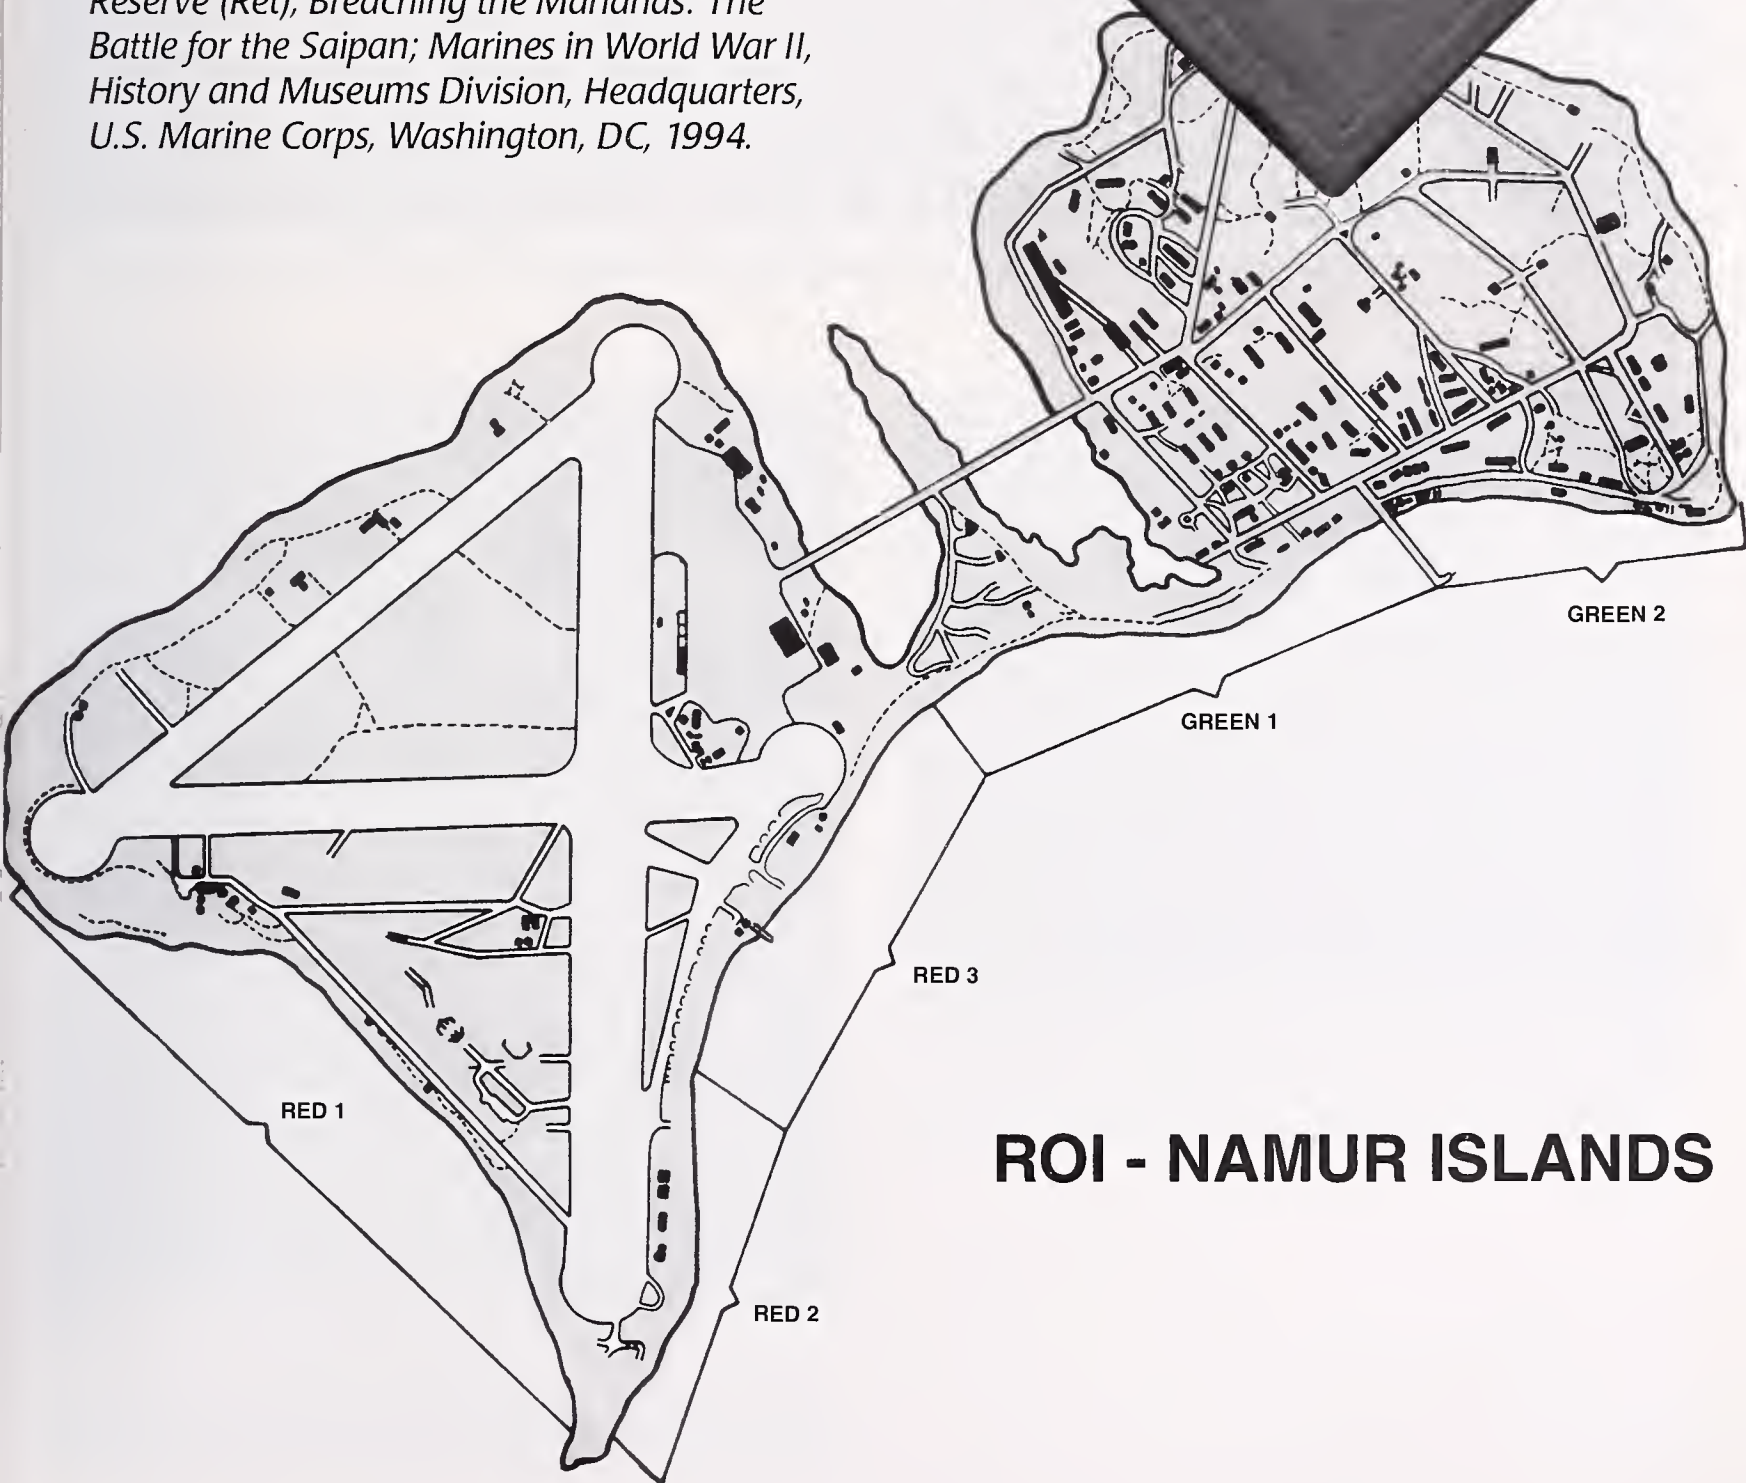 Reserve (Ret), Breaching the Marianas: The
Battle for the Saipan; Marines in World War II,
History and Museums Division, Headquarters,
U.S. Marine Corps, Washington, DC, 1994.
GREEN 2
GREEN 1
RED 3
RED 1
ROI - NAMUR ISLANDS
RED 2